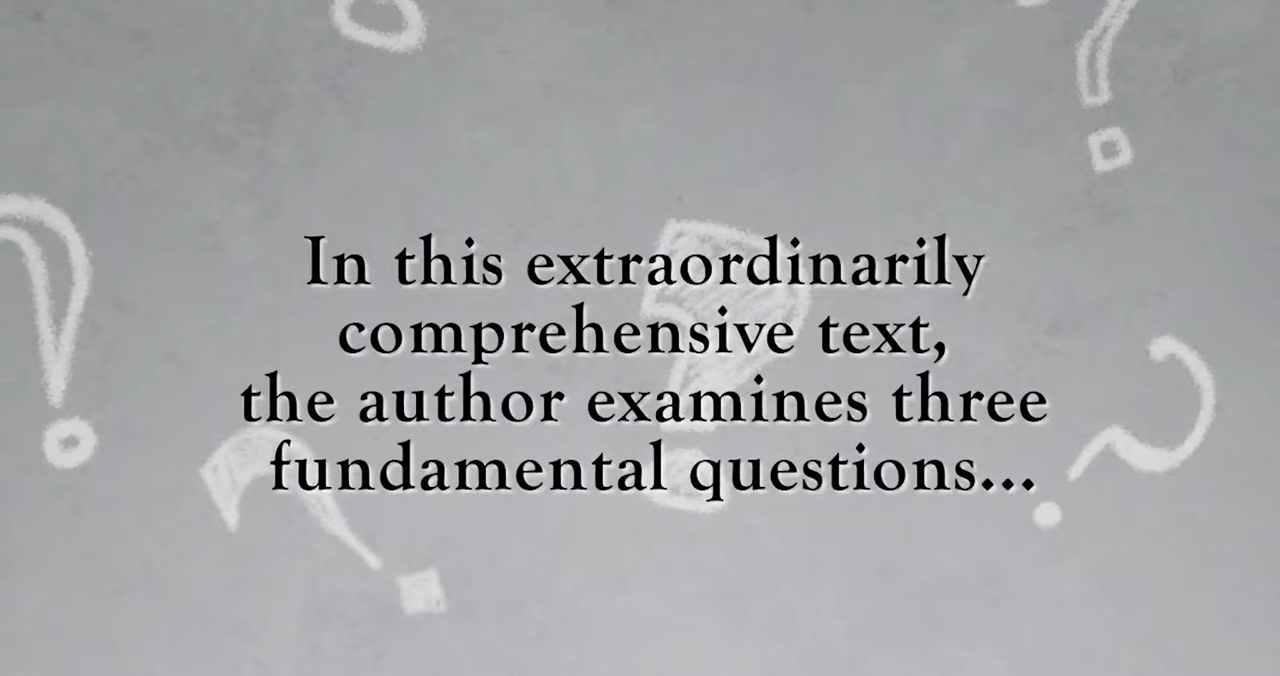 In this extraordinarily
comprehensive text,
the author examines three
fundamental questions...